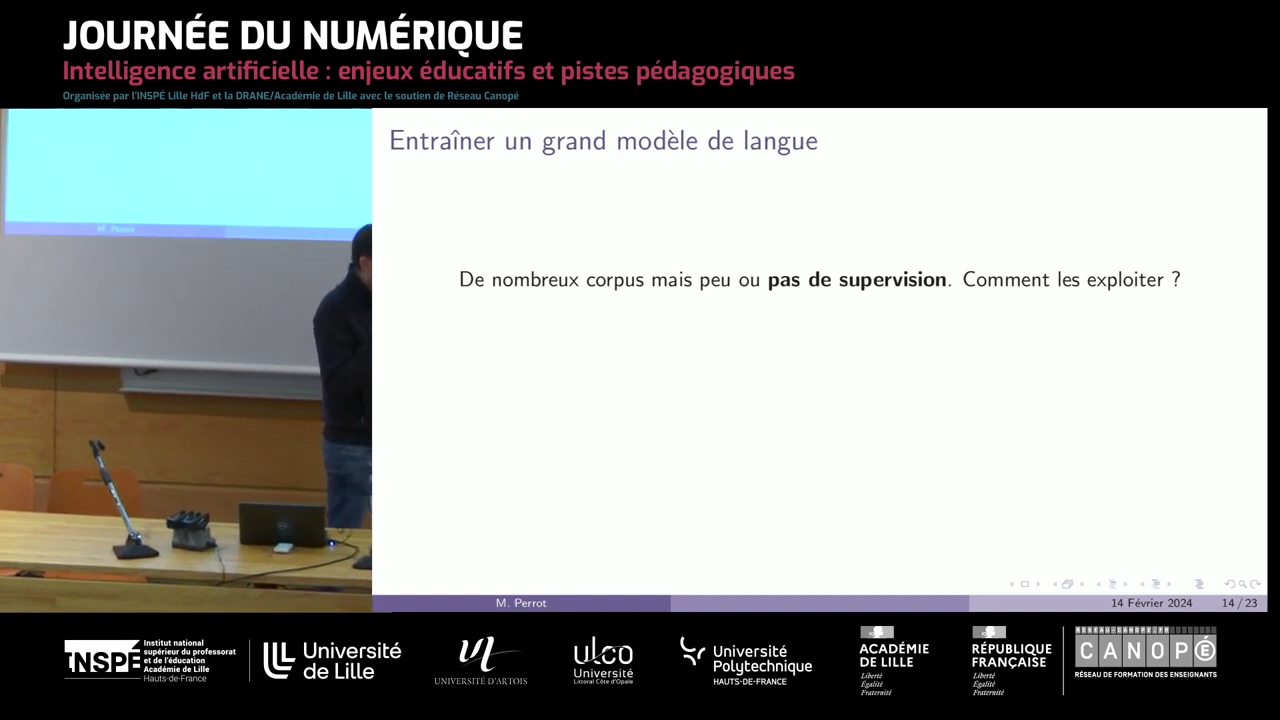 JOURNÉE DU NUMÉRIQUE
Intelligence artificielle : enjeux éducatifs et pistes pédagogiques
Organisée par l'INSPÉ Lille HdF et la DRANE/Académie de Lille avec le soutien de Réseau Canopé
Entraîner un grand modèle de langue
De nombreux corpus mais peu ou pas de supervision. Comment les exploiter ?
M. Perrot
M. Perrot
14 Février 2024
14 / 23
INSPÉ
Institut national
supérieur du professorat
et de l'éducation
Académie de Lille
Hauts-de-France
Université
de Lille
UNIVERSITÉ D'ARTOIS
ulco
Université
Littoral Côte d'Opale
Université
Polytechnique
HAUTS-DE-FRANCE
ACADÉMIE
DE LILLE
Liberté
Égalité
Fraternité
RÉPUBLIQUE
FRANÇAISE
Liberté
Égalité
Fraternité
RESEAU-CANOPE.FR
CANOPÉ
RÉSEAU DE FORMATION DES ENSEIGNANTS